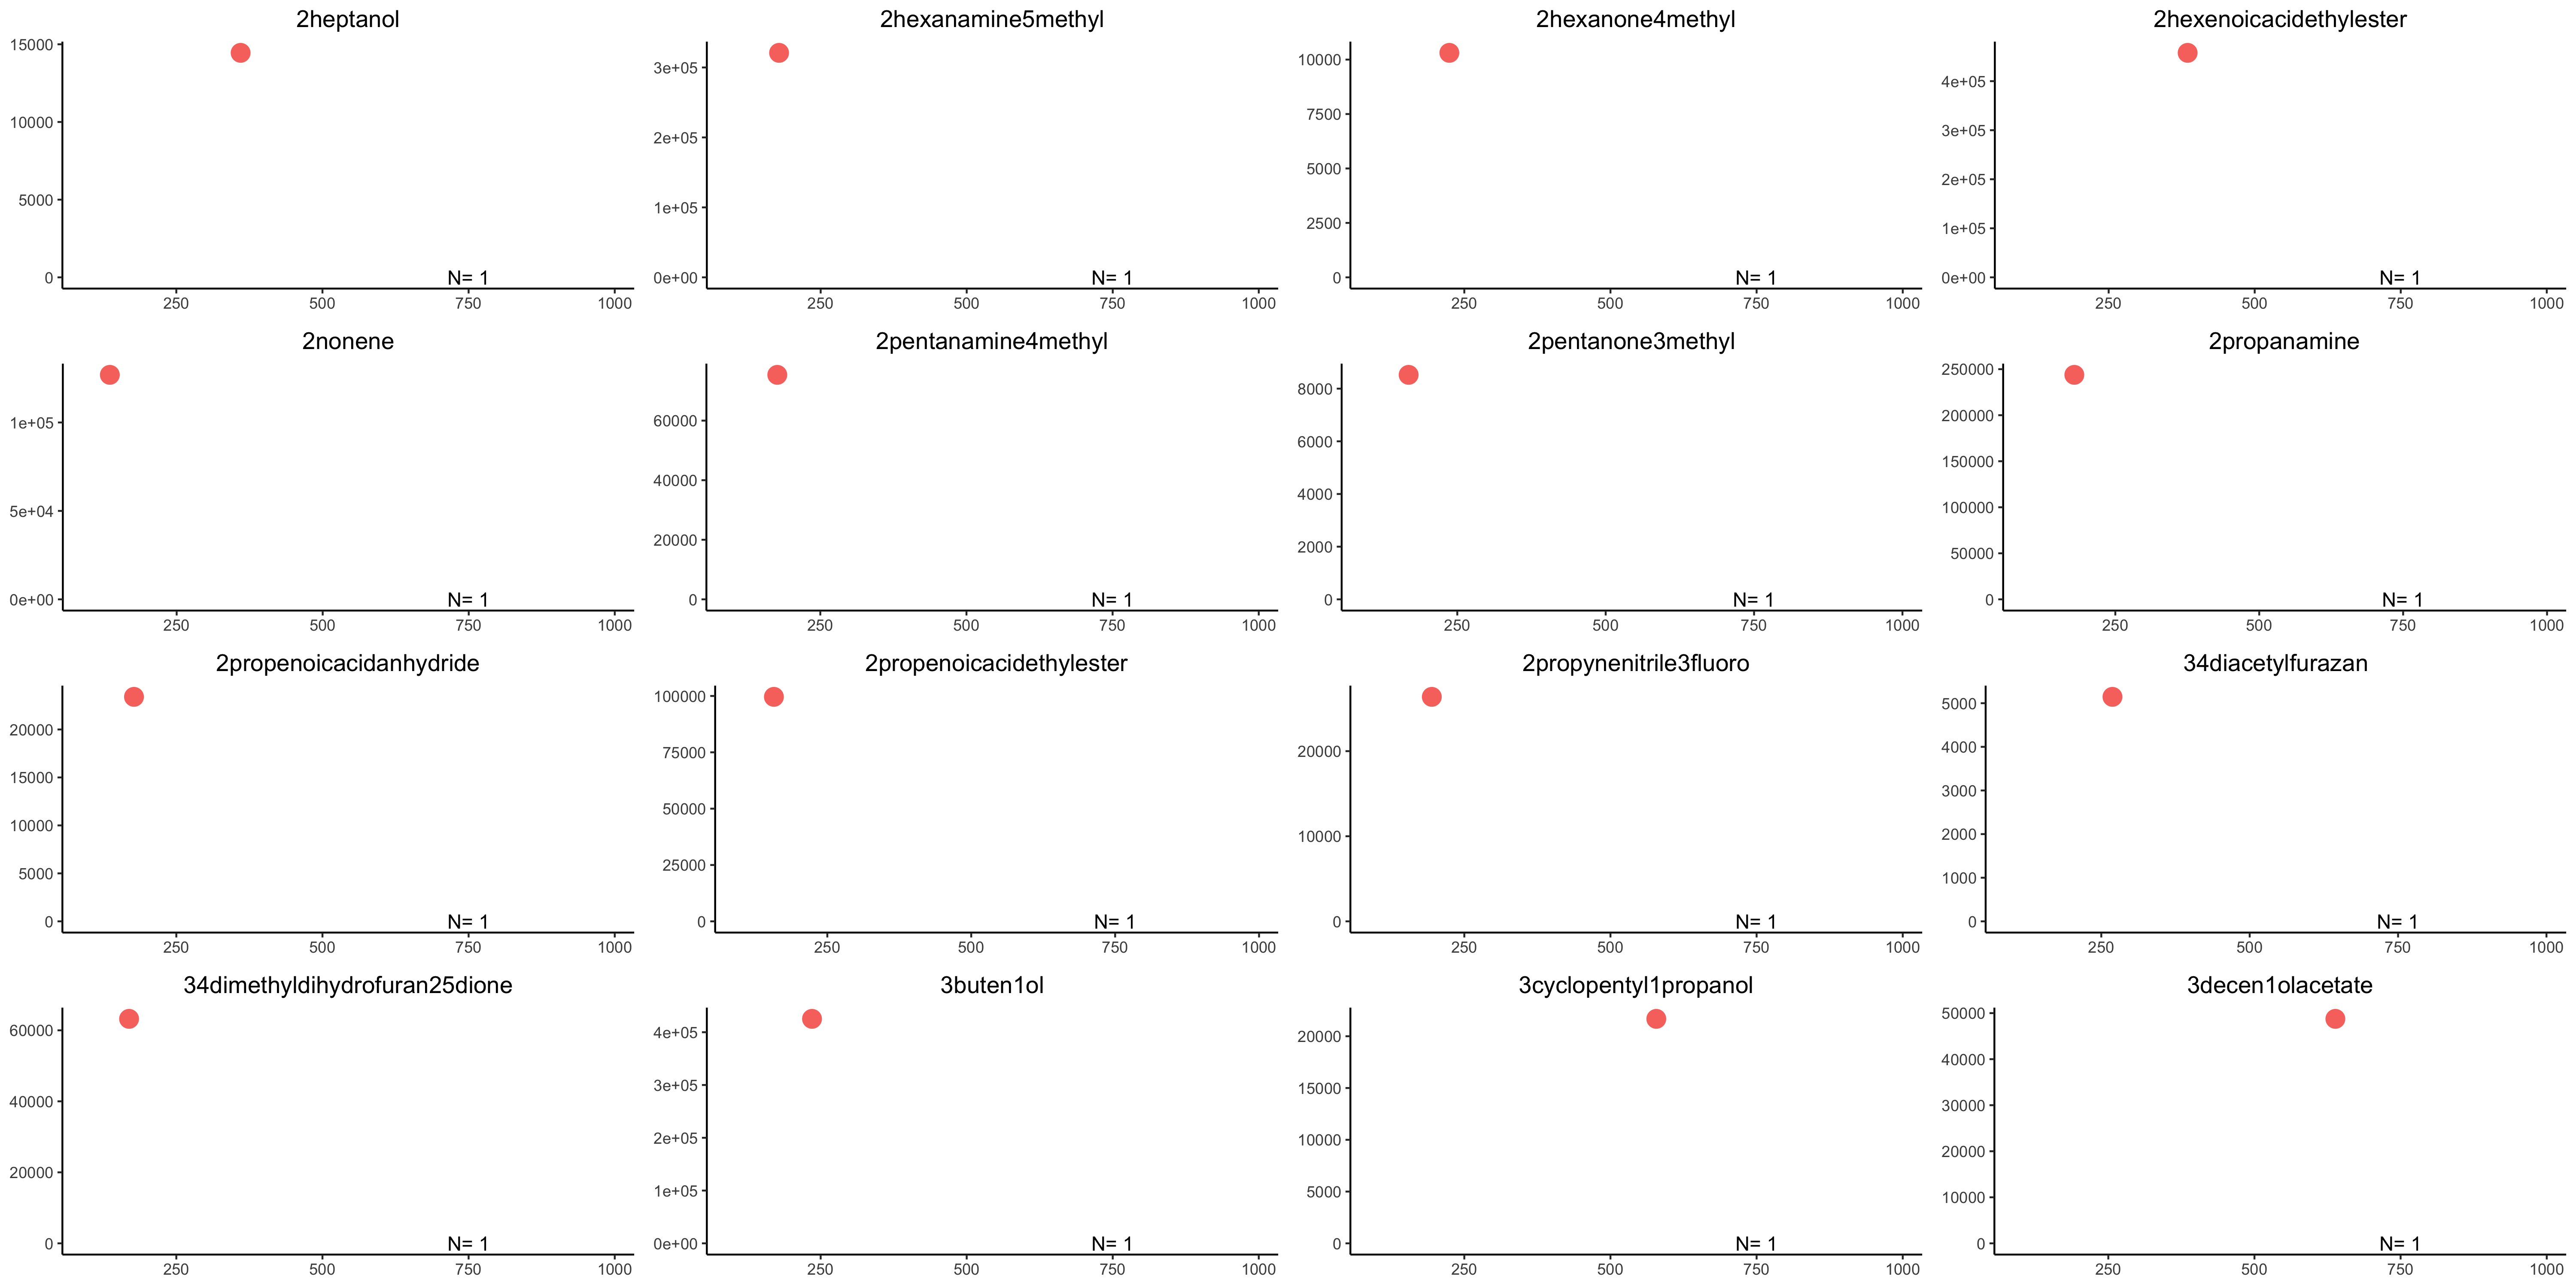 2heptanol 2hexanamine5methyl 2hexanone4methyl 2hexenoicacidethylester
15000 3e+05 10000 4e+05
10000 2e+05 7500 3e+05
5000 1e+05 5000 2e+05
0 0e+00 2500 1e+05
0 0e+00
N= 1 N= 1 N= 1 N= 1
250 500 750 1000 250 500 750 1000 250 500 750 1000 250 500 750 1000
2nonene 2pentanamine4methyl 2pentanone3methyl 2propanamine
1e+05 60000 8000 250000
5e+04 40000 6000 200000
0e+00 20000 4000 150000
0 2000 100000
0 50000
0
N= 1 N= 1 N= 1 N= 1
250 500 750 1000 250 500 750 1000 250 500 750 1000 250 500 750 1000
2propenoicacidanhydride 2propenoicacidethylester 2propynenitrile3fluoro 34diacetylfurazan
20000 100000 20000 5000
15000 75000 10000 4000
10000 50000 0 3000
5000 25000 2000
0 0 1000
0
N= 1 N= 1 N= 1 N= 1
250 500 750 1000 250 500 750 1000 250 500 750 1000 250 500 750 1000
34dimethyldihydrofuran25dione 3buten1ol 3cyclopentyl1propanol 3decen1olacetate
60000 4e+05 20000 50000
40000 3e+05 15000 40000
20000 2e+05 10000 30000
0 1e+05 5000 20000
0e+00 0 10000
0
N= 1 N= 1 N= 1 N= 1
250 500 750 1000 250 500 750 1000 250 500 750 1000 250 500 750 1000